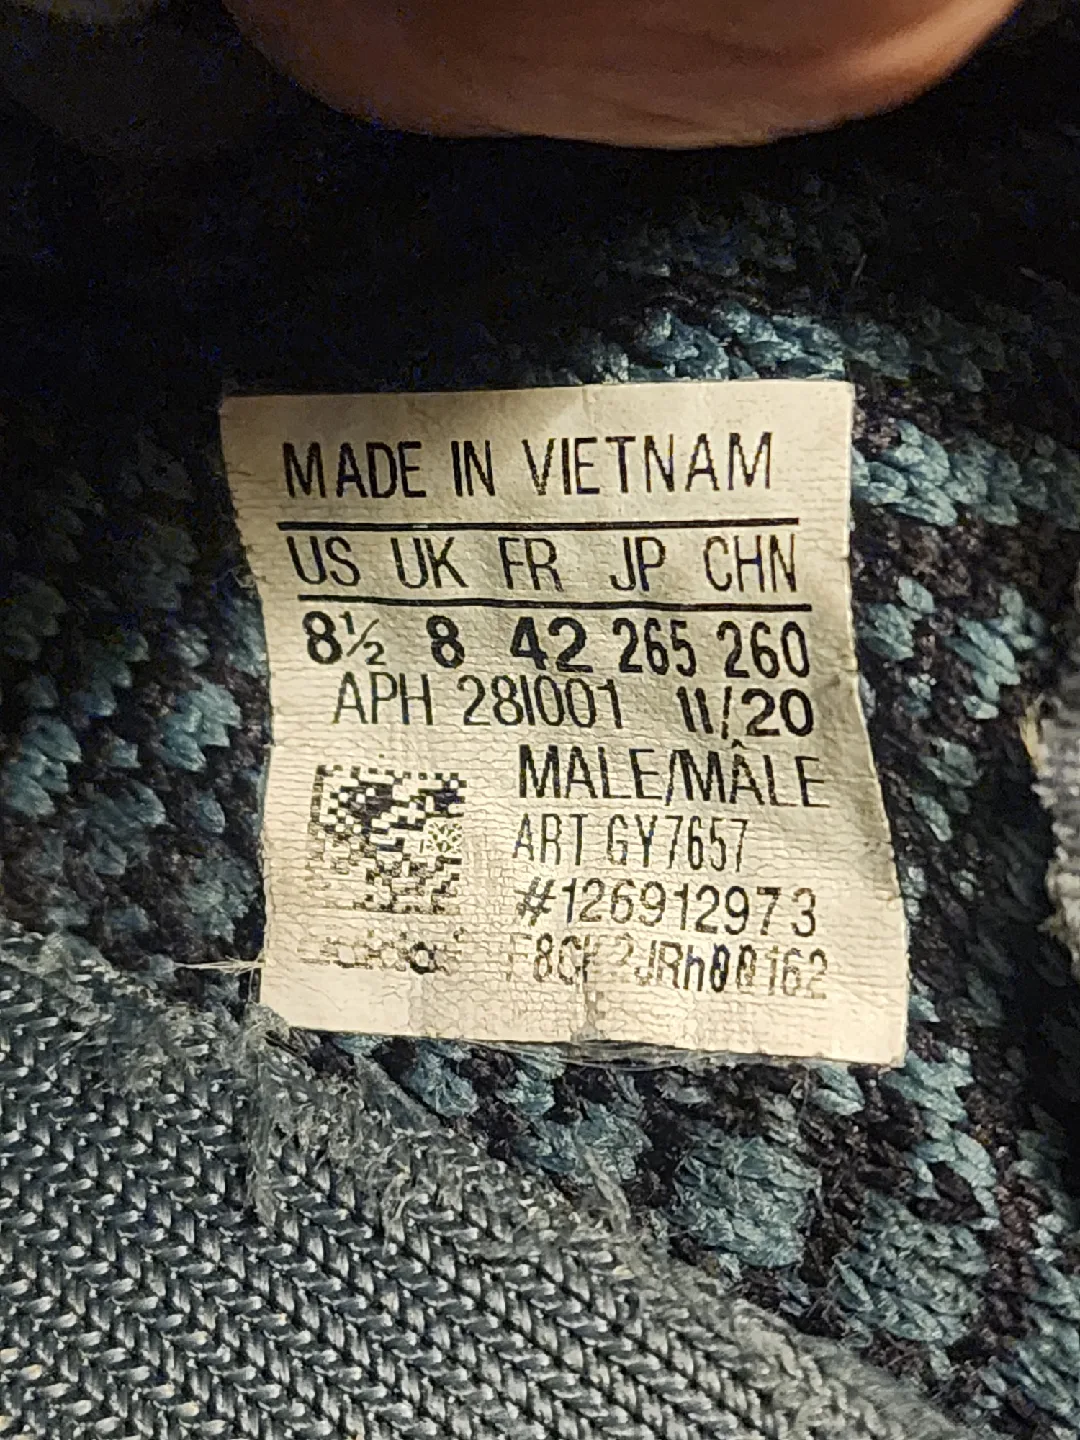 MADE IN VIETNAM
US UK FR JP CHN
8½ 8 42 265 260
APH 28I001 11/20
MALE/MÂLE
ART GY7657
#126912973
adidas